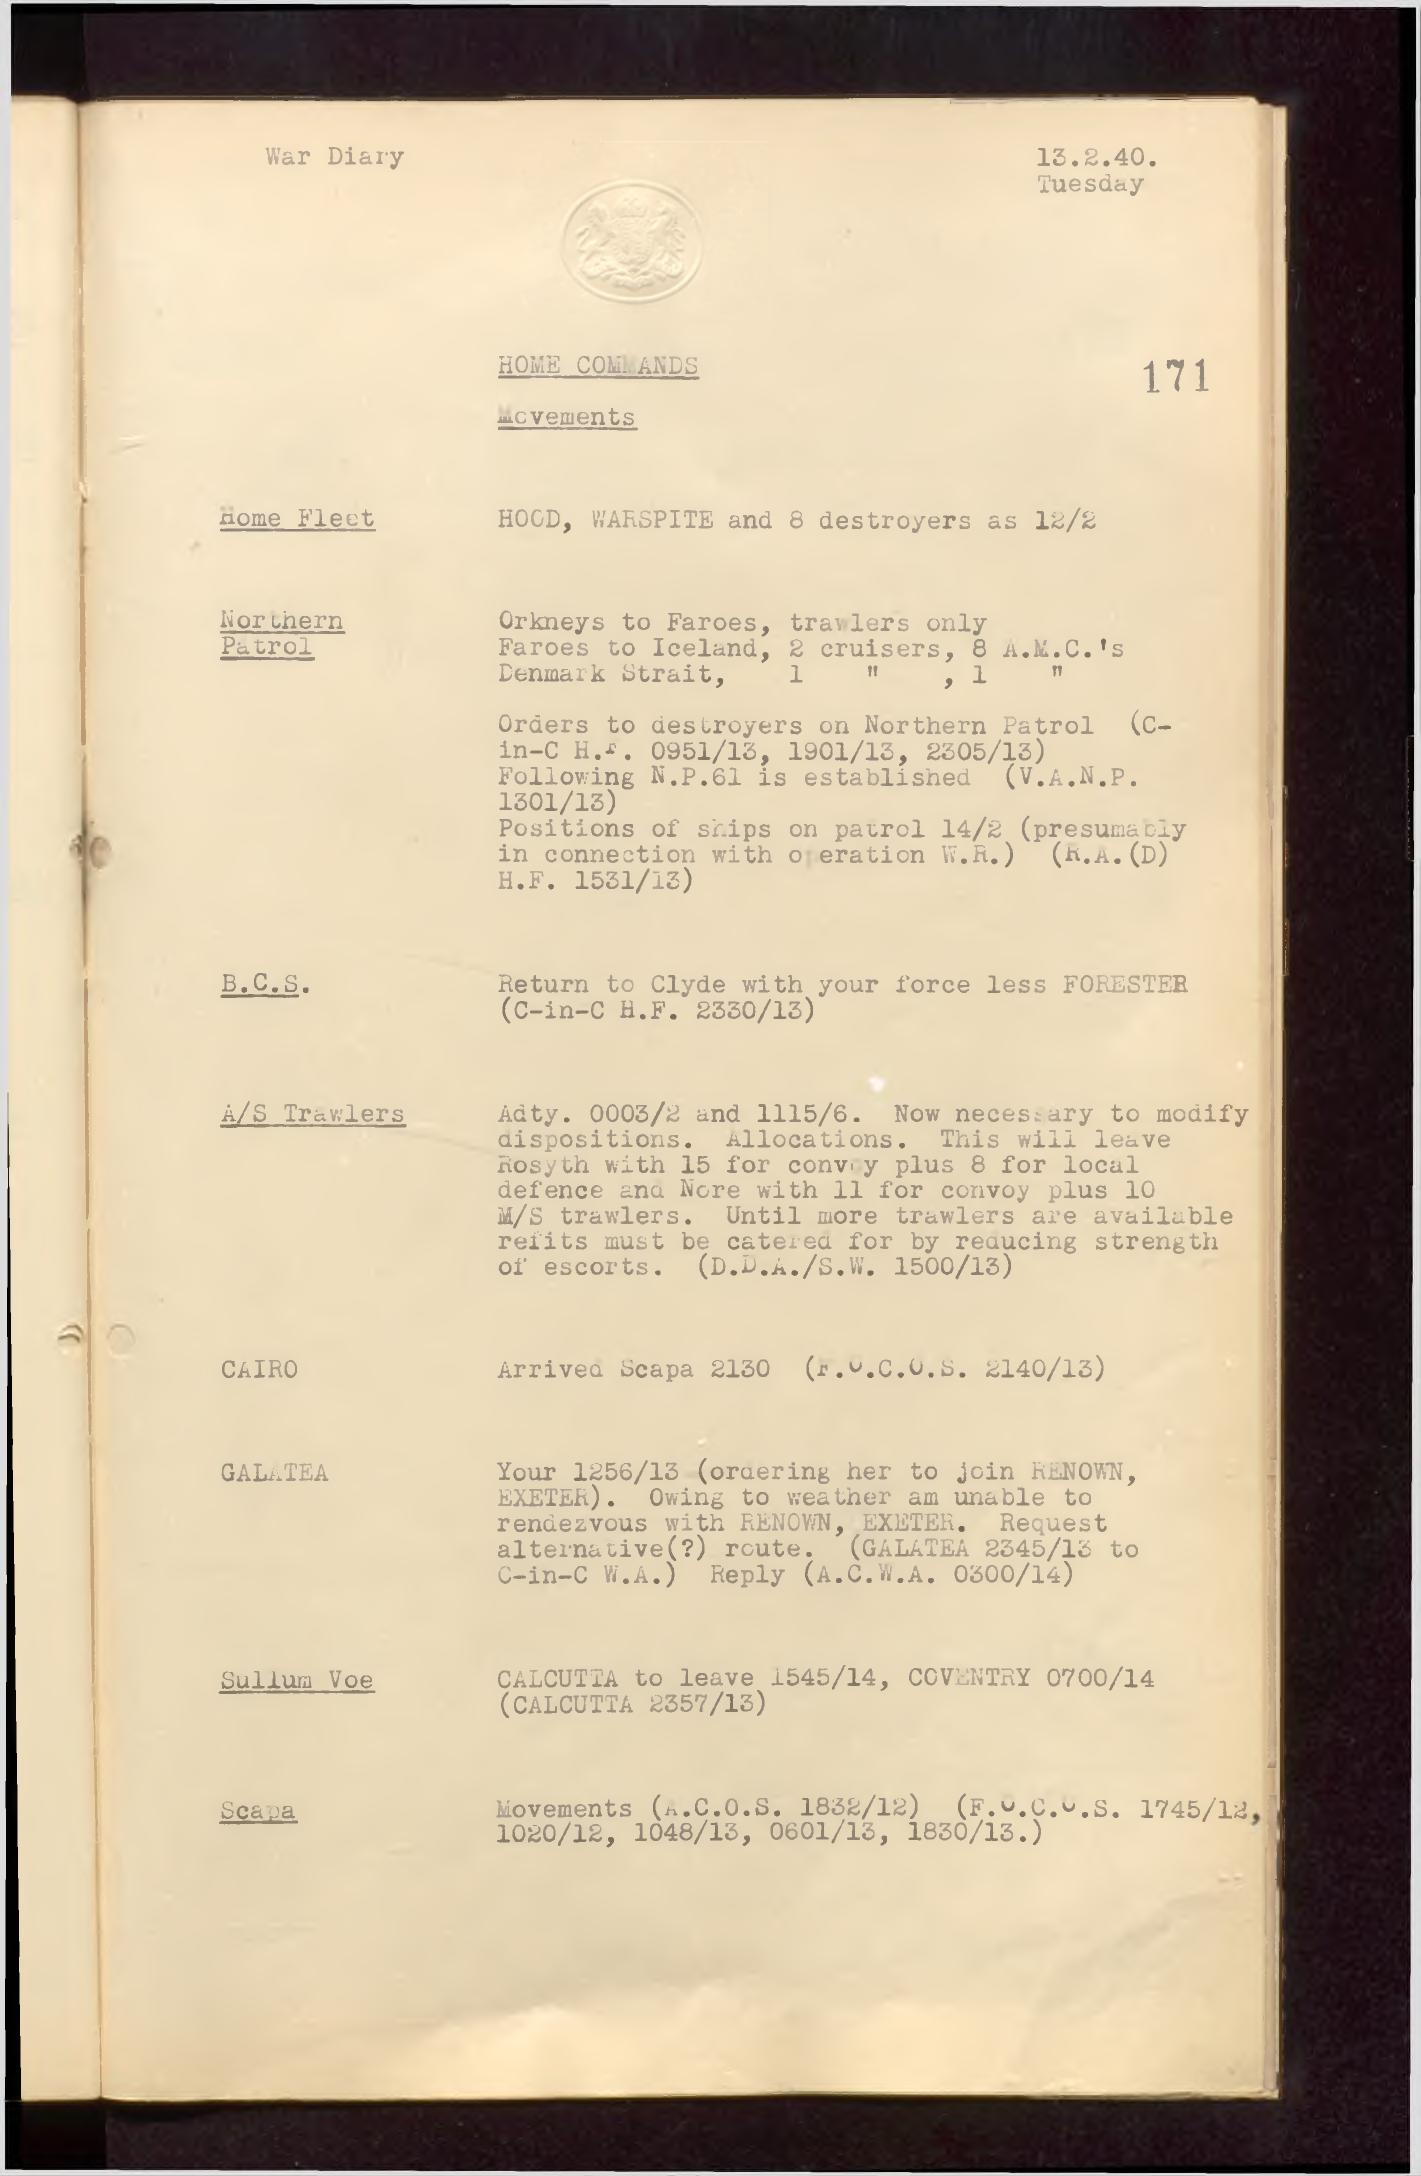 War Diary
13.2.40.
Tuesday
HOME COMMANDS
171
Movements
Home Fleet HOOD, WARSPITE and 8 destroyers as 12/2
Northern Patrol
Orkneys to Faroes, trawlers only
Faroes to Iceland, 2 cruisers, 8 A.M.C.'s
Denmark Strait, 1 " , 1 "
Orders to destroyers on Northern Patrol (C-
in-C H.F. 0951/13, 1901/13, 2305/13)
Following N.P.61 is established (V.A.N.P.
1301/13)
Positions of ships on patrol 14/2 (presumably
in connection with operation W.R.) (R.A.(D)
H.F. 1531/13)
B.C.S. Return to Clyde with your force less FORESTER
(C-in-C H.F. 2330/13)
A/S Trawlers Adty. 0003/2 and 1115/6. Now necessary to modify
dispositions. Allocations. This will leave
Rosyth with 15 for convoy plus 8 for local
defence and Nore with 11 for convoy plus 10
M/S trawlers. Until more trawlers are available
refits must be catered for by reducing strength
of escorts. (D.D.A./S.W. 1500/13)
CAIRO Arrived Scapa 2130 (F.O.C.O.S. 2140/13)
GALATEA Your 1256/13 (ordering her to join RENOWN,
EXETER). Owing to weather am unable to
rendezvous with RENOWN, EXETER. Request
alternative(?) route. (GALATEA 2345/13 to
C-in-C W.A.) Reply (A.C.W.A. 0300/14)
Sullum Voe CALCUTTA to leave 1545/14, COVENTRY 0700/14
(CALCUTTA 2357/13)
Scapa Movements (A.C.O.S. 1832/12) (F.O.C.O.S. 1745/12,
1020/12, 1048/13, 0601/13, 1830/13.)